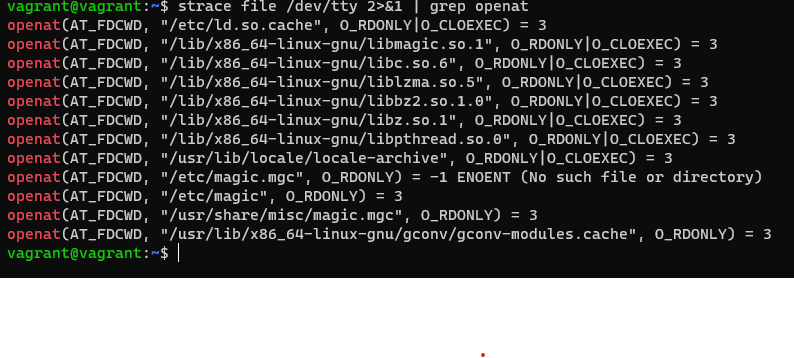 vagrant@vagrant:~$ strace file /dev/tty 2>&1 | grep openat
openat(AT_FDCWD, "/etc/ld.so.cache", O_RDONLY|O_CLOEXEC) = 3
openat(AT_FDCWD, "/lib/x86_64-linux-gnu/libmagic.so.1", O_RDONLY|O_CLOEXEC) = 3
openat(AT_FDCWD, "/lib/x86_64-linux-gnu/libc.so.6", O_RDONLY|O_CLOEXEC) = 3
openat(AT_FDCWD, "/lib/x86_64-linux-gnu/liblzma.so.5", O_RDONLY|O_CLOEXEC) = 3
openat(AT_FDCWD, "/lib/x86_64-linux-gnu/libbz2.so.1.0", O_RDONLY|O_CLOEXEC) = 3
openat(AT_FDCWD, "/lib/x86_64-linux-gnu/libz.so.1", O_RDONLY|O_CLOEXEC) = 3
openat(AT_FDCWD, "/lib/x86_64-linux-gnu/libpthread.so.0", O_RDONLY|O_CLOEXEC) = 3
openat(AT_FDCWD, "/usr/lib/locale/locale-archive", O_RDONLY|O_CLOEXEC) = 3
openat(AT_FDCWD, "/etc/magic.mgc", O_RDONLY) = -1 ENOENT (No such file or directory)
openat(AT_FDCWD, "/etc/magic", O_RDONLY) = 3
openat(AT_FDCWD, "/usr/share/misc/magic.mgc", O_RDONLY) = 3
openat(AT_FDCWD, "/usr/lib/x86_64-linux-gnu/gconv/gconv-modules.cache", O_RDONLY) = 3
vagrant@vagrant:~$